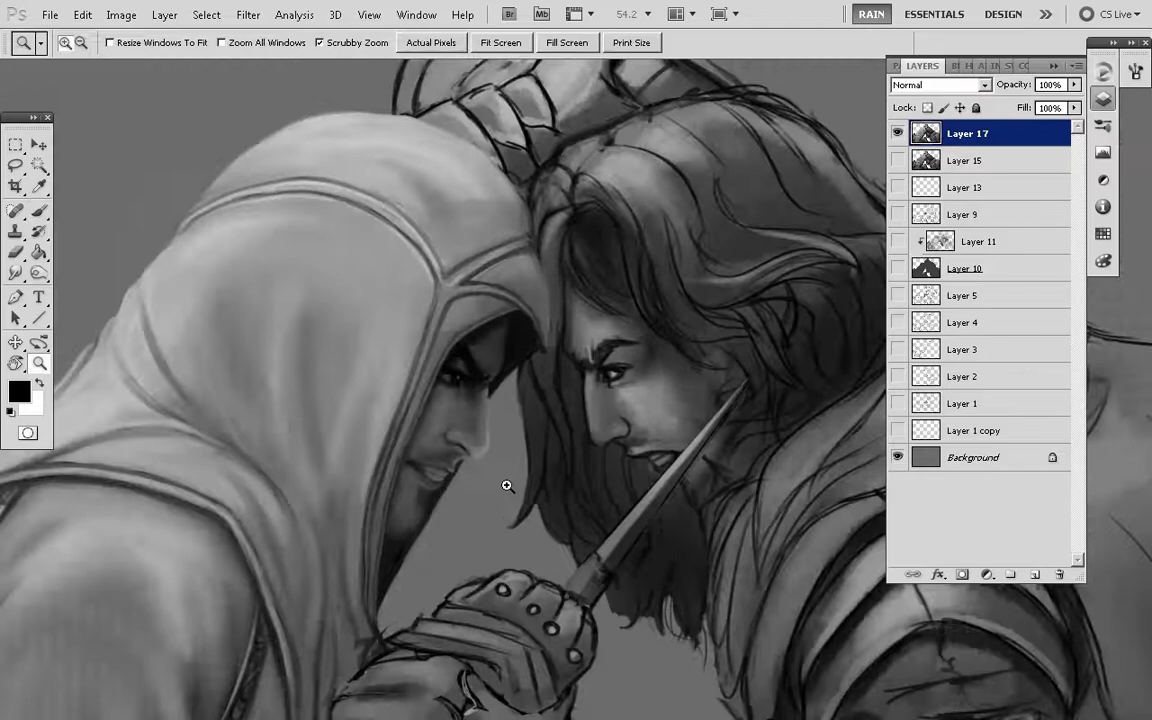 Ps File Edit Image Layer Select Filter Analysis 3D View Window Help Br Mb 54.2 RAIN ESSENTIALS DESIGN CS Live
Resize Windows To Fit Zoom All Windows Scrubby Zoom Actual Pixels Fit Screen Fill Screen Print Size
LAYERS
Normal Opacity: 100%
Lock: Fill: 100%
Layer 17
Layer 15
Layer 13
Layer 9
Layer 11
Layer 10
Layer 5
Layer 4
Layer 3
Layer 2
Layer 1
Layer 1 copy
Background